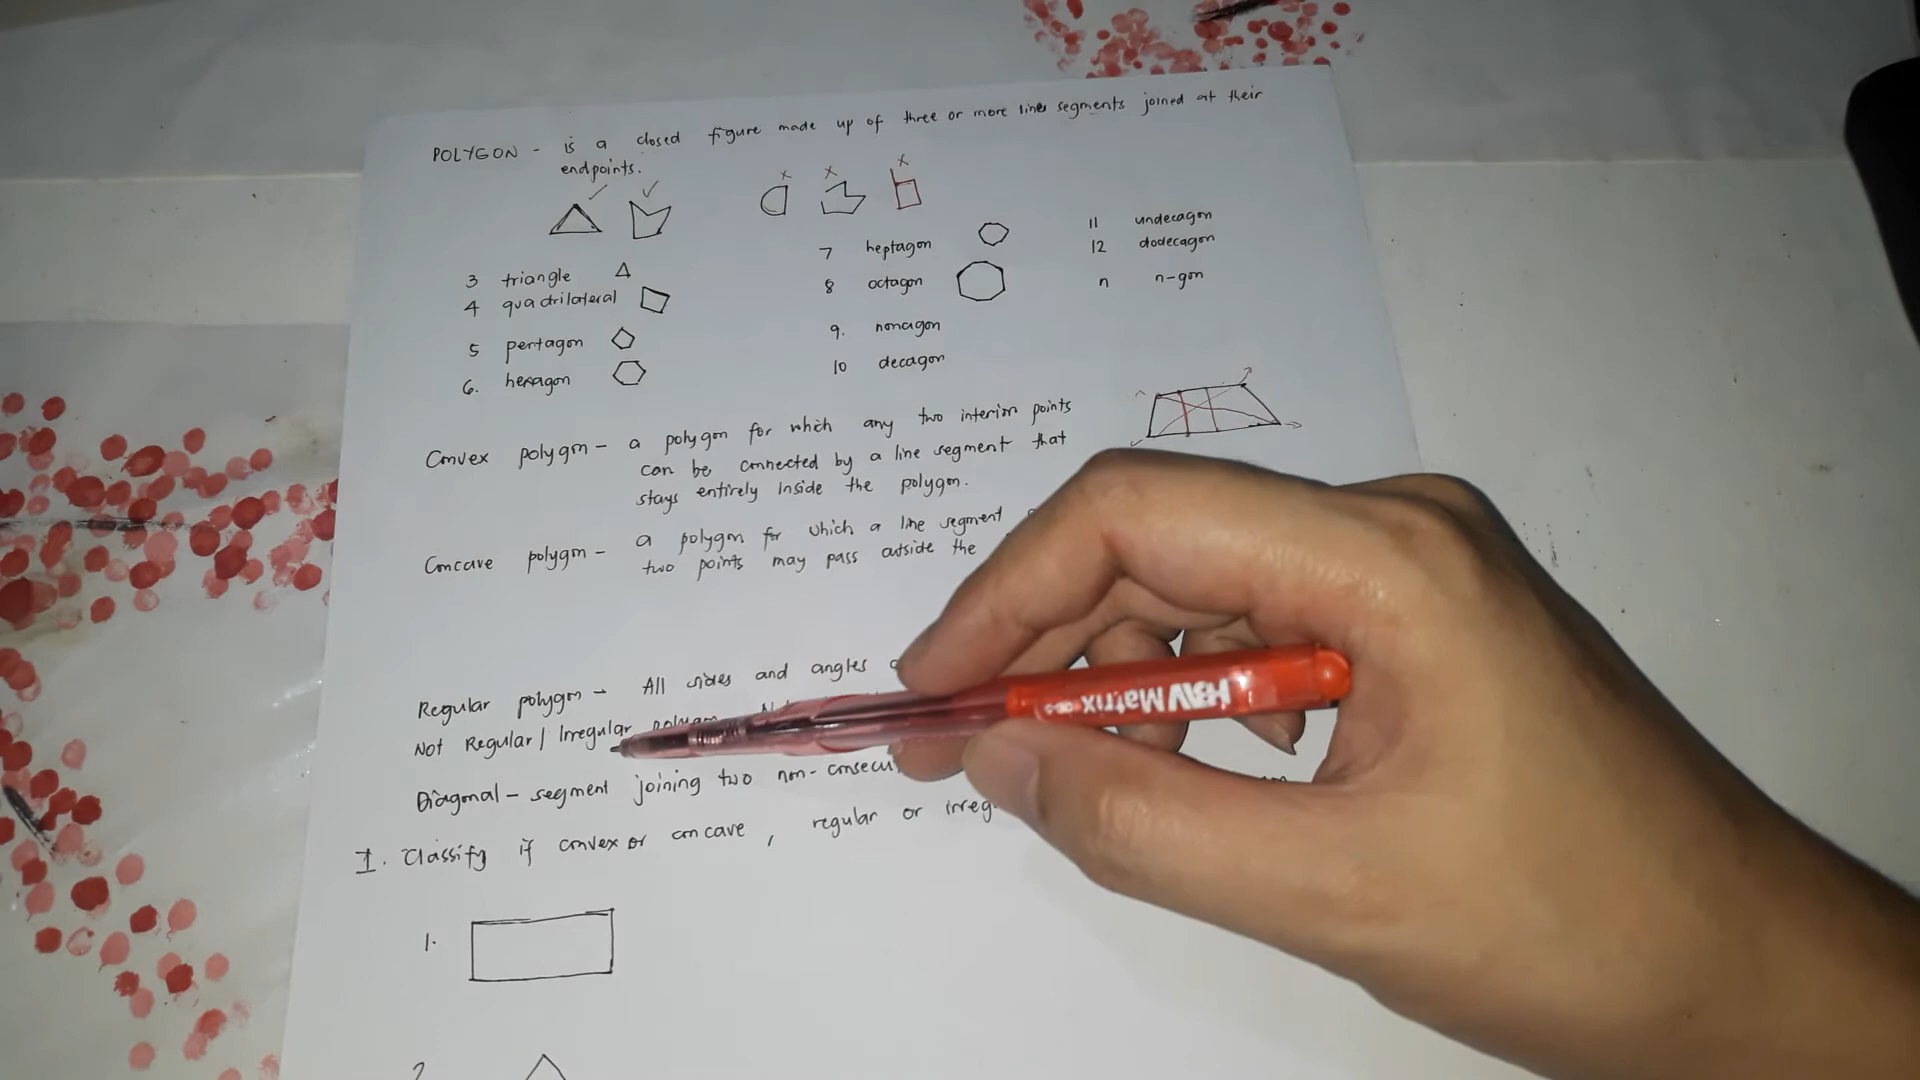 POLYGON - is a closed figure made up of three or more line segments joined at their
endpoints.
x x x
3 triangle
4 quadrilateral
5 pentagon
6. hexagon
7 heptagon
8 octagon
9. nonagon
10 decagon
11 undecagon
12 dodecagon
n n-gon
Convex polygon - a polygon for which any two interior points
can be connected by a line segment that
stays entirely inside the polygon.
Concave polygon - a polygon for which a line segment
two points may pass outside the
Regular polygon - All sides and angles
Not Regular / Irregular polygon
Diagonal - segment joining two non-consecu
I. Classify if convex or concave, regular or irreg
1.
2
HBW Matrix